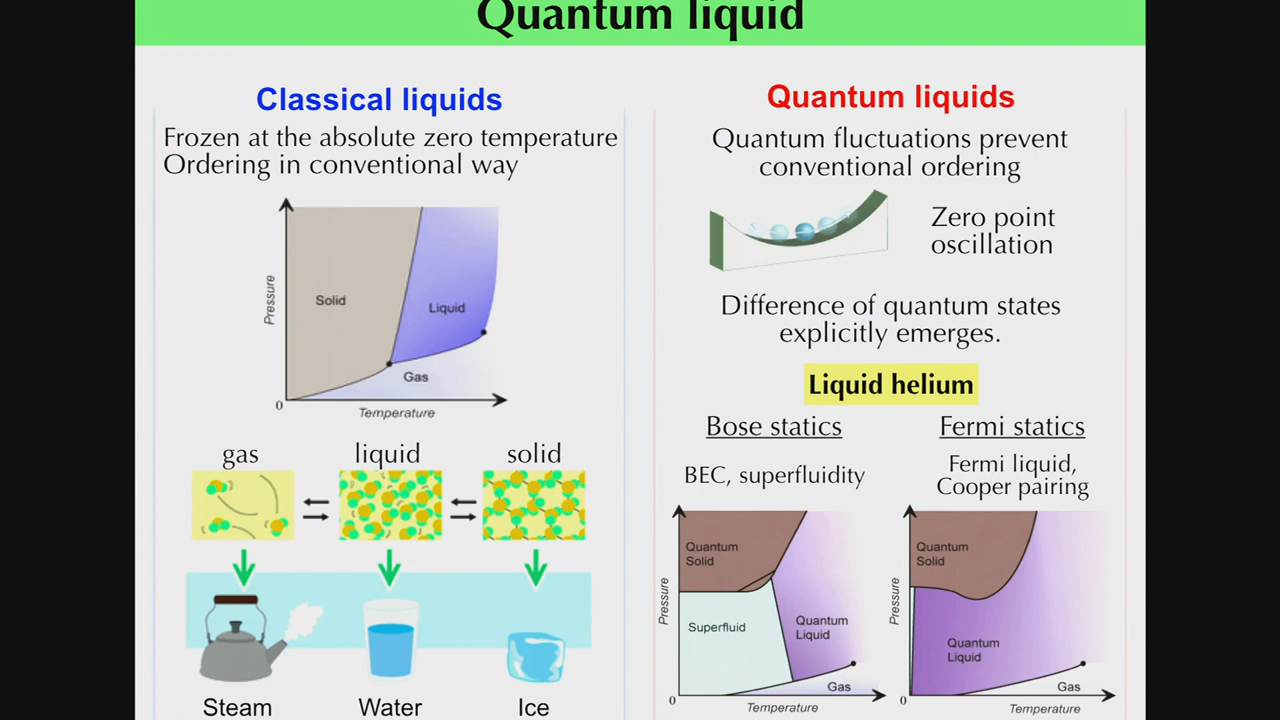 Quantum liquid
Classical liquids
Frozen at the absolute zero temperature
Ordering in conventional way
Pressure
Solid
Liquid
Gas
0
Temperature
gas
liquid
solid
Steam
Water
Ice
Quantum liquids
Quantum fluctuations prevent
conventional ordering
Zero point
oscillation
Difference of quantum states
explicitly emerges.
Liquid helium
Bose statics
BEC, superfluidity
Pressure
Quantum
Solid
Superfluid
Quantum
Liquid
Gas
0
Temperature
Fermi statics
Fermi liquid,
Cooper pairing
Pressure
Quantum
Solid
Quantum
Liquid
Gas
0
Temperature